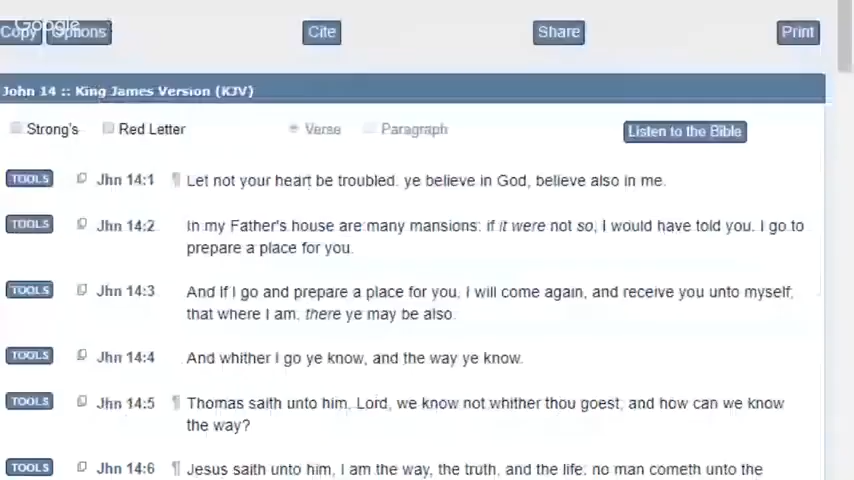 Google
Copy Options Cite Share Print
John 14 :: King James Version (KJV)
Strong's Red Letter Verse Paragraph Listen to the Bible
TOOLS Jhn 14:1 ¶ Let not your heart be troubled. ye believe in God, believe also in me.
TOOLS Jhn 14:2 In my Father's house are many mansions: if it were not so, I would have told you. I go to
prepare a place for you.
TOOLS Jhn 14:3 And if I go and prepare a place for you, I will come again, and receive you unto myself;
that where I am, there ye may be also.
TOOLS Jhn 14:4 And whither I go ye know, and the way ye know.
TOOLS Jhn 14:5 ¶ Thomas saith unto him, Lord, we know not whither thou goest; and how can we know
the way?
TOOLS Jhn 14:6 ¶ Jesus saith unto him, I am the way, the truth, and the life: no man cometh unto the